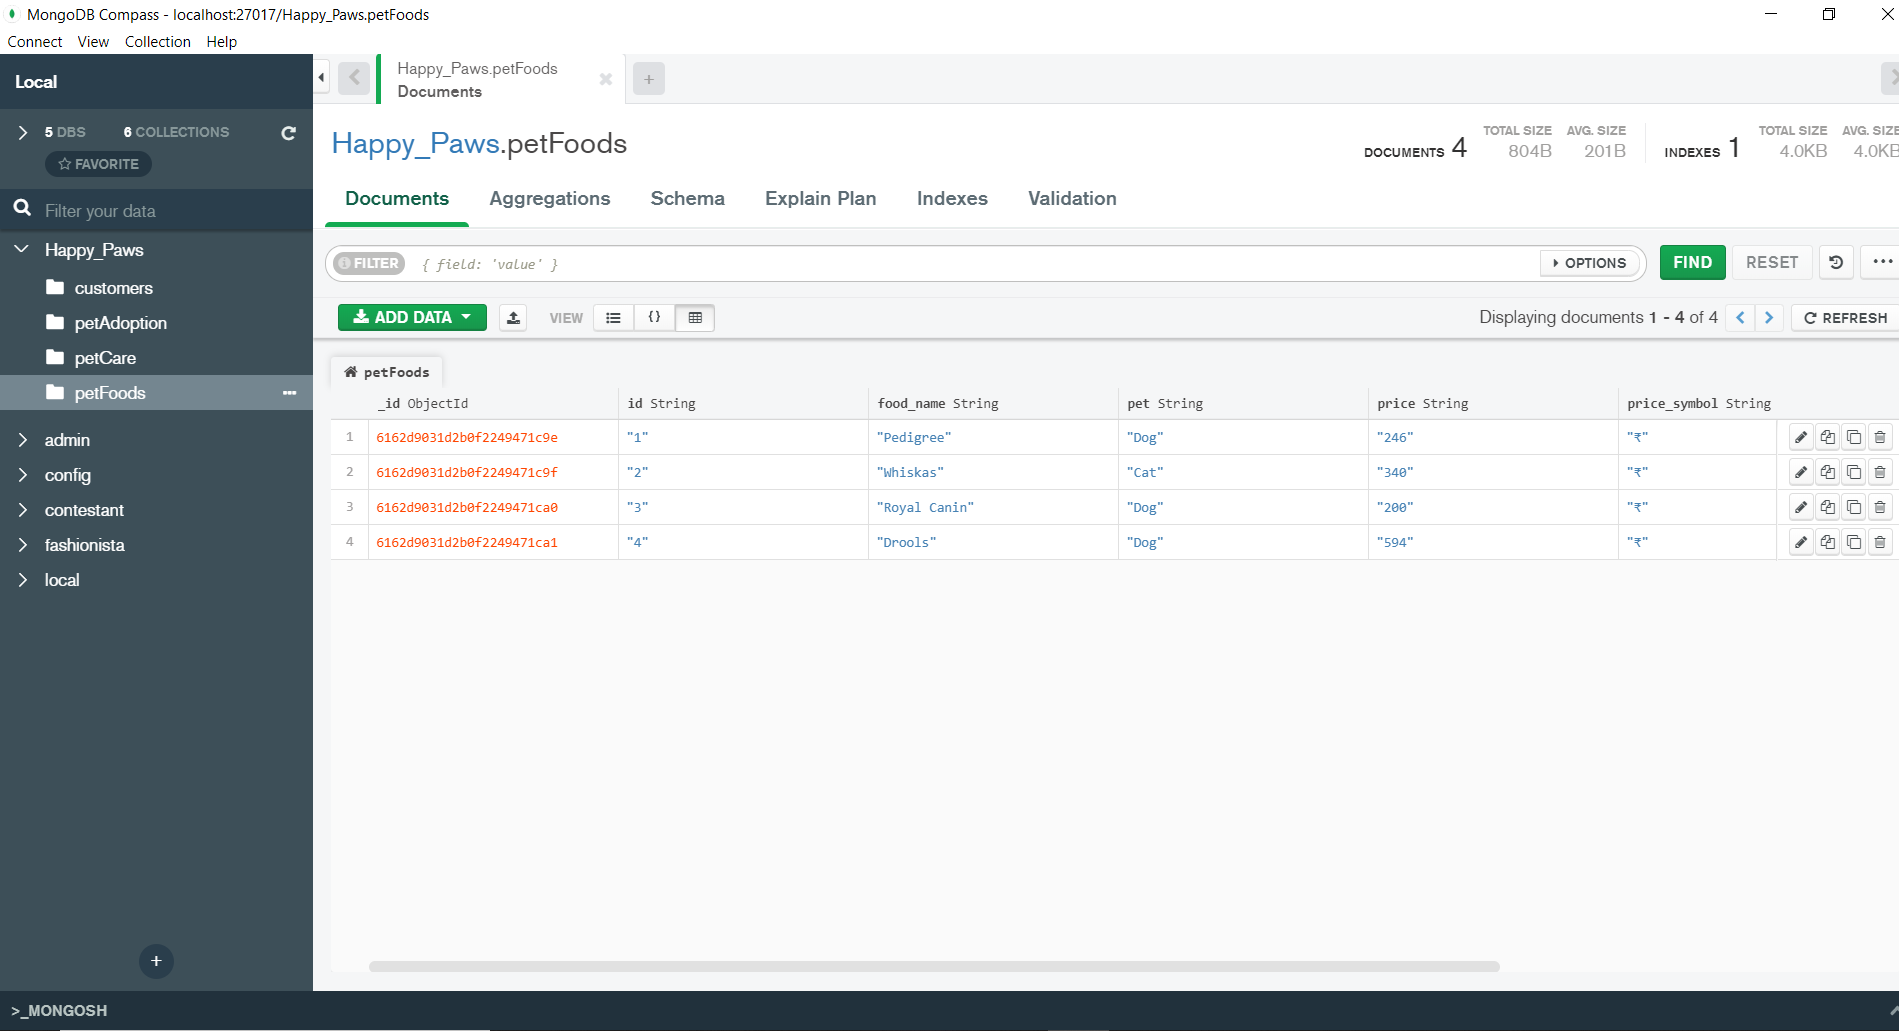 MongoDB Compass - localhost:27017/Happy_Paws.petFoods
Connect View Collection Help
Local
Happy_Paws.petFoods
Documents
5 DBS 6 COLLECTIONS
FAVORITE
Filter your data
Happy_Paws
customers
petAdoption
petCare
petFoods
admin
config
contestant
fashionista
local
>_MONGOSH
Happy_Paws.petFoods
DOCUMENTS 4 TOTAL SIZE 804B AVG. SIZE 201B INDEXES 1 TOTAL SIZE 4.0KB AVG. SIZE 4.0KB
Documents Aggregations Schema Explain Plan Indexes Validation
FILTER { field: 'value' } OPTIONS FIND RESET
ADD DATA VIEW {} Displaying documents 1 - 4 of 4 REFRESH
petFoods
_id ObjectId id String food_name String pet String price String price_symbol String
1 6162d9031d2b0f2249471c9e "1" "Pedigree" "Dog" "246" "₹"
2 6162d9031d2b0f2249471c9f "2" "Whiskas" "Cat" "340" "₹"
3 6162d9031d2b0f2249471ca0 "3" "Royal Canin" "Dog" "200" "₹"
4 6162d9031d2b0f2249471ca1 "4" "Drools" "Dog" "594" "₹"